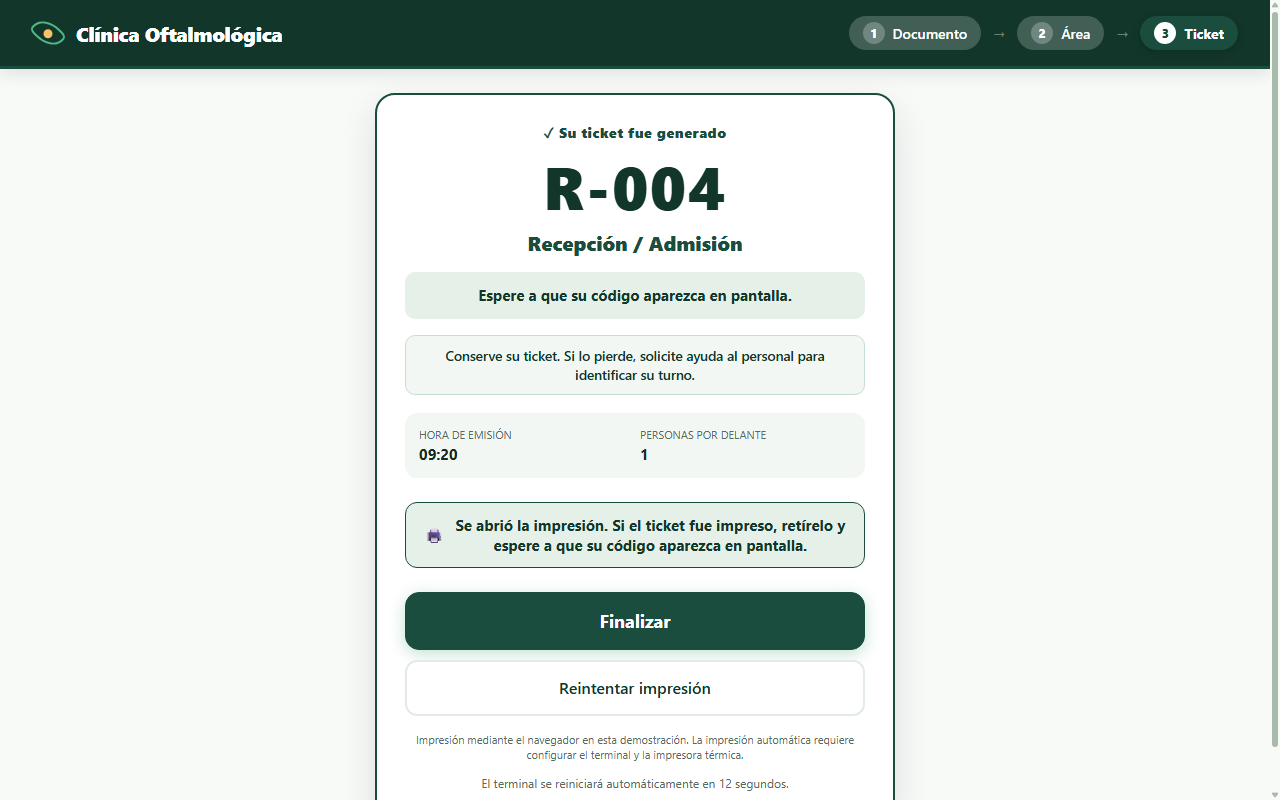 Clínica Oftalmológica
1 Documento → 2 Área → 3 Ticket
✓ Su ticket fue generado
R-004
Recepción / Admisión
Espere a que su código aparezca en pantalla.
Conserve su ticket. Si lo pierde, solicite ayuda al personal para
identificar su turno.
HORA DE EMISIÓN
09:20
PERSONAS POR DELANTE
1
Se abrió la impresión. Si el ticket fue impreso, retírelo y
espere a que su código aparezca en pantalla.
Finalizar
Reintentar impresión
Impresión mediante el navegador en esta demostración. La impresión automática requiere
configurar el terminal y la impresora térmica.
El terminal se reiniciará automáticamente en 12 segundos.